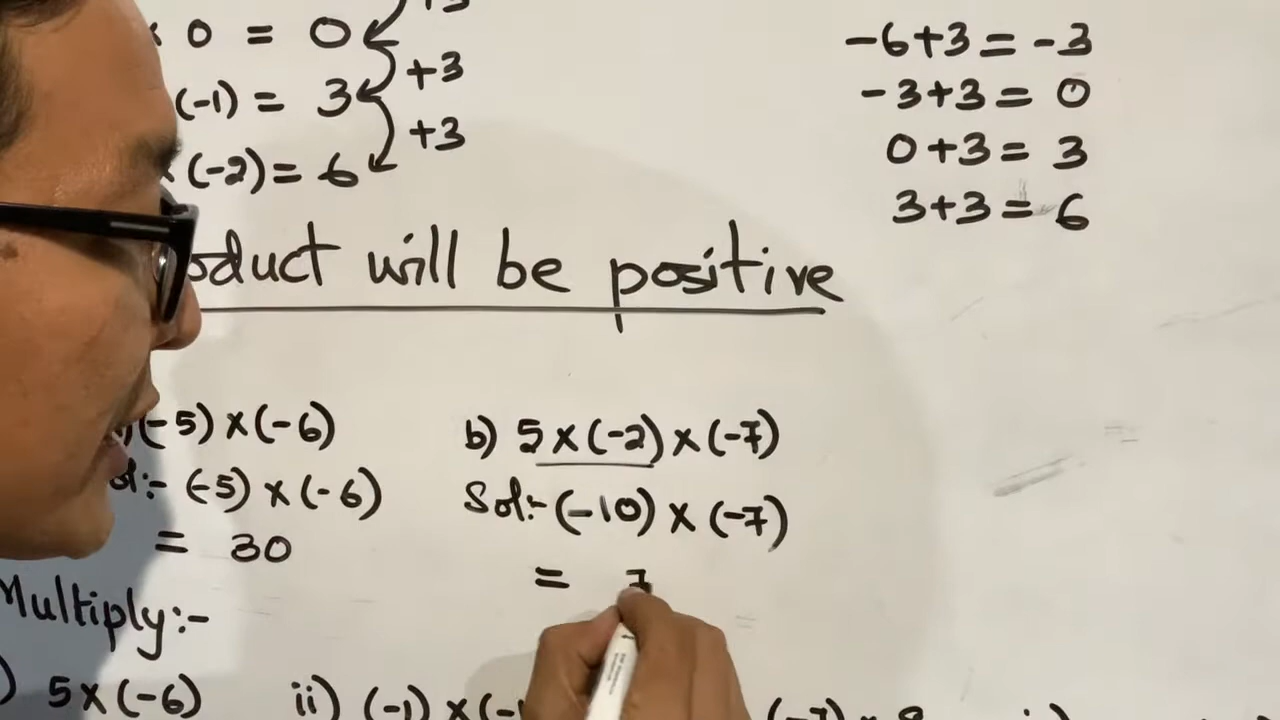 0 = 0
+3
(-1) = 3
+3
(-2) = 6
-6+3 = -3
-3+3 = 0
0+3 = 3
3+3 = 6
oduct will be positive
(-5)×(-6)
Sol:- (-5)×(-6)
= 30
b) 5×(-2)×(-7)
Sol:- (-10)×(-7)
= 7
Multiply:-
) 5×(-6)
ii) (-1)×(-